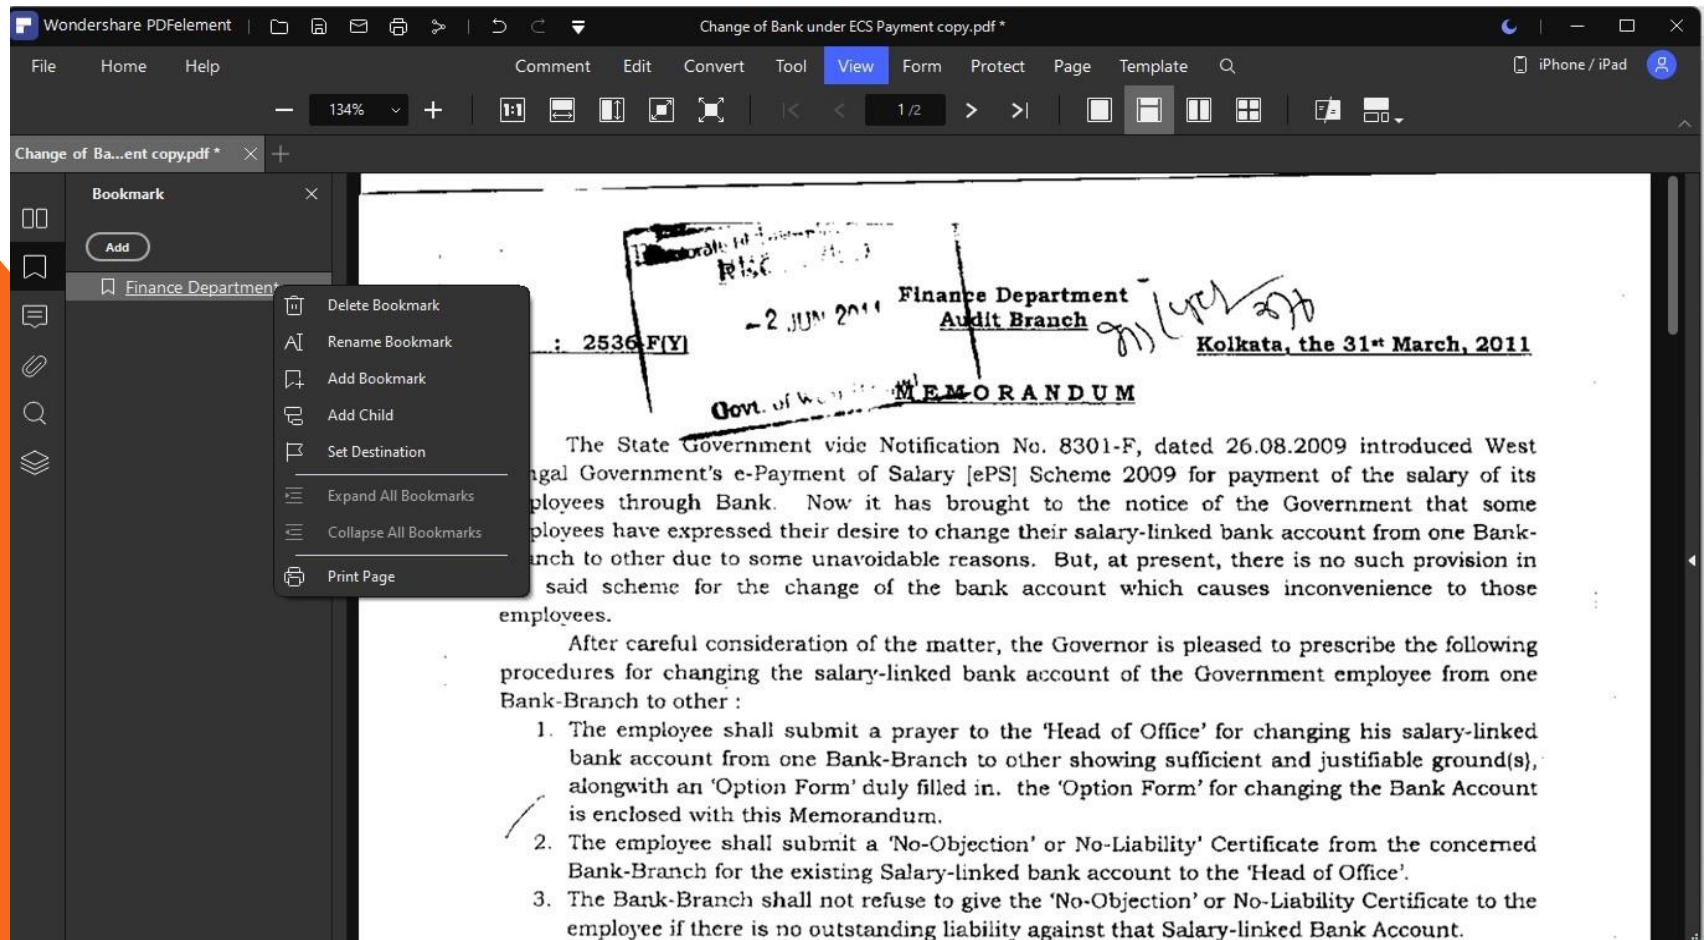 Wondershare PDFelement
Change of Bank under ECS Payment copy.pdf *
File Home Help Comment Edit Convert Tool View Form Protect Page Template iPhone / iPad
134% 1:1 1 /2
Change of Ba...ent copy.pdf *
Bookmark
Add
Finance Department
Delete Bookmark
Rename Bookmark
Add Bookmark
Add Child
Set Destination
Expand All Bookmarks
Collapse All Bookmarks
Print Page
-2 JUN 2011
Govt. of
Finance Department
Audit Branch
: 2536-F(Y)
Kolkata, the 31st March, 2011
MEMORANDUM
The State Government vide Notification No. 8301-F, dated 26.08.2009 introduced West
Government's e-Payment of Salary [ePS] Scheme 2009 for payment of the salary of its
ployees through Bank. Now it has brought to the notice of the Government that some
ployees have expressed their desire to change their salary-linked bank account from one Bank-
nch to other due to some unavoidable reasons. But, at present, there is no such provision in
said scheme for the change of the bank account which causes inconvenience to those
employees.
After careful consideration of the matter, the Governor is pleased to prescribe the following
procedures for changing the salary-linked bank account of the Government employee from one
Bank-Branch to other :
1. The employee shall submit a prayer to the 'Head of Office' for changing his salary-linked
bank account from one Bank-Branch to other showing sufficient and justifiable ground(s),
alongwith an 'Option Form' duly filled in. the 'Option Form' for changing the Bank Account
is enclosed with this Memorandum.
2. The employee shall submit a 'No-Objection' or No-Liability' Certificate from the concerned
Bank-Branch for the existing Salary-linked bank account to the 'Head of Office'.
3. The Bank-Branch shall not refuse to give the 'No-Objection' or No-Liability Certificate to the
employee if there is no outstanding liability against that Salary-linked Bank Account.